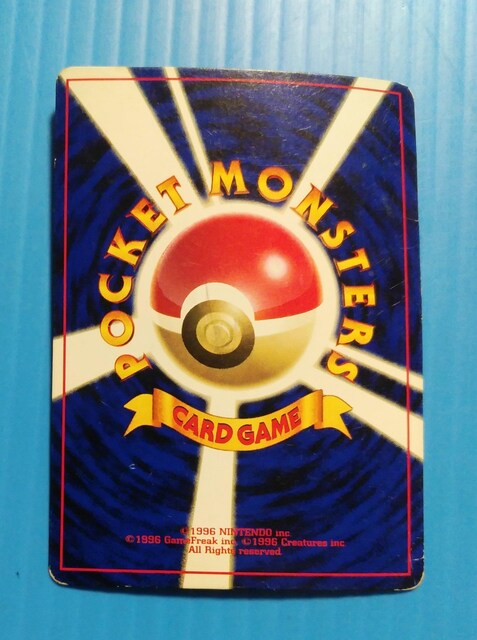 POCKET MONSTERS
CARD GAME
©1996 NINTENDO inc.
©1996 GameFreak inc. ©1996 Creatures inc.
All Rights reserved.